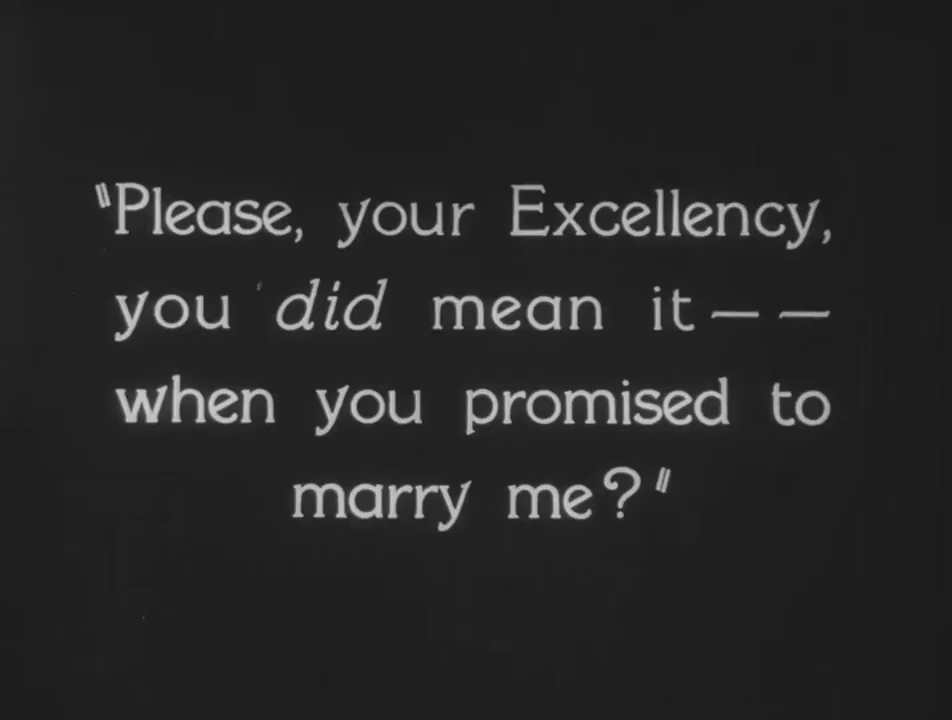 "Please, your Excellency,
you did mean it — —
when you promised to
marry me?"